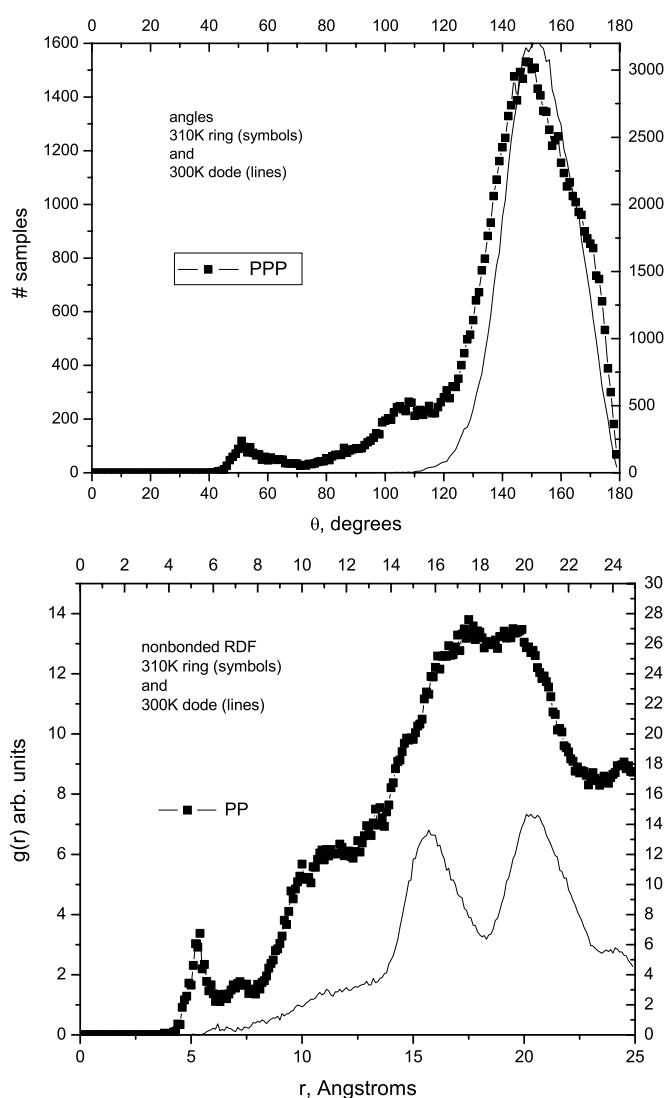 0 20 40 60 80 100 120 140 160 180
1600 3000
1400 2500
1200
1000 2000
800 1500
600 1000
400
200 500
0 0
# samples
angles
310K ring (symbols)
and
300K dode (lines)
PPP
0 20 40 60 80 100 120 140 160 180
θ, degrees
0 2 4 6 8 10 12 14 16 18 20 22 24
30
14 28
26
12 24
22
10 20
18
8 16
14
6 12
10
4 8
6
2 4
2
0 0
g(r) arb. units
nonbonded RDF
310K ring (symbols)
and
300K dode (lines)
PP
0 5 10 15 20 25
r, Angstroms